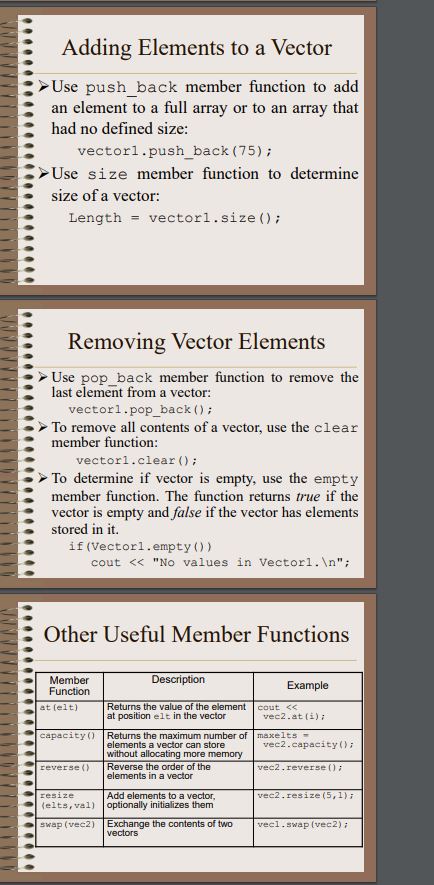 Adding Elements to a Vector
➤Use push_back member function to add
an element to a full array or to an array that
had no defined size:
vector1.push_back(75);
➤Use size member function to determine
size of a vector:
Length = vector1.size();
Removing Vector Elements
➤Use pop_back member function to remove the
last element from a vector:
vector1.pop_back();
➤To remove all contents of a vector, use the clear
member function:
vector1.clear();
➤To determine if vector is empty, use the empty
member function. The function returns true if the
vector is empty and false if the vector has elements
stored in it.
if(Vector1.empty())
cout << "No values in Vector1.\n";
Other Useful Member Functions
Member Function Description Example
at(elt) Returns the value of the element at position elt in the vector cout << vec2.at(i);
capacity() Returns the maximum number of elements a vector can store without allocating more memory maxelts = vec2.capacity();
reverse() Reverse the order of the elements in a vector vec2.reverse();
resize (elts,val) Add elements to a vector, optionally initializes them vec2.resize(5,1);
swap(vec2) Exchange the contents of two vectors vec1.swap(vec2);